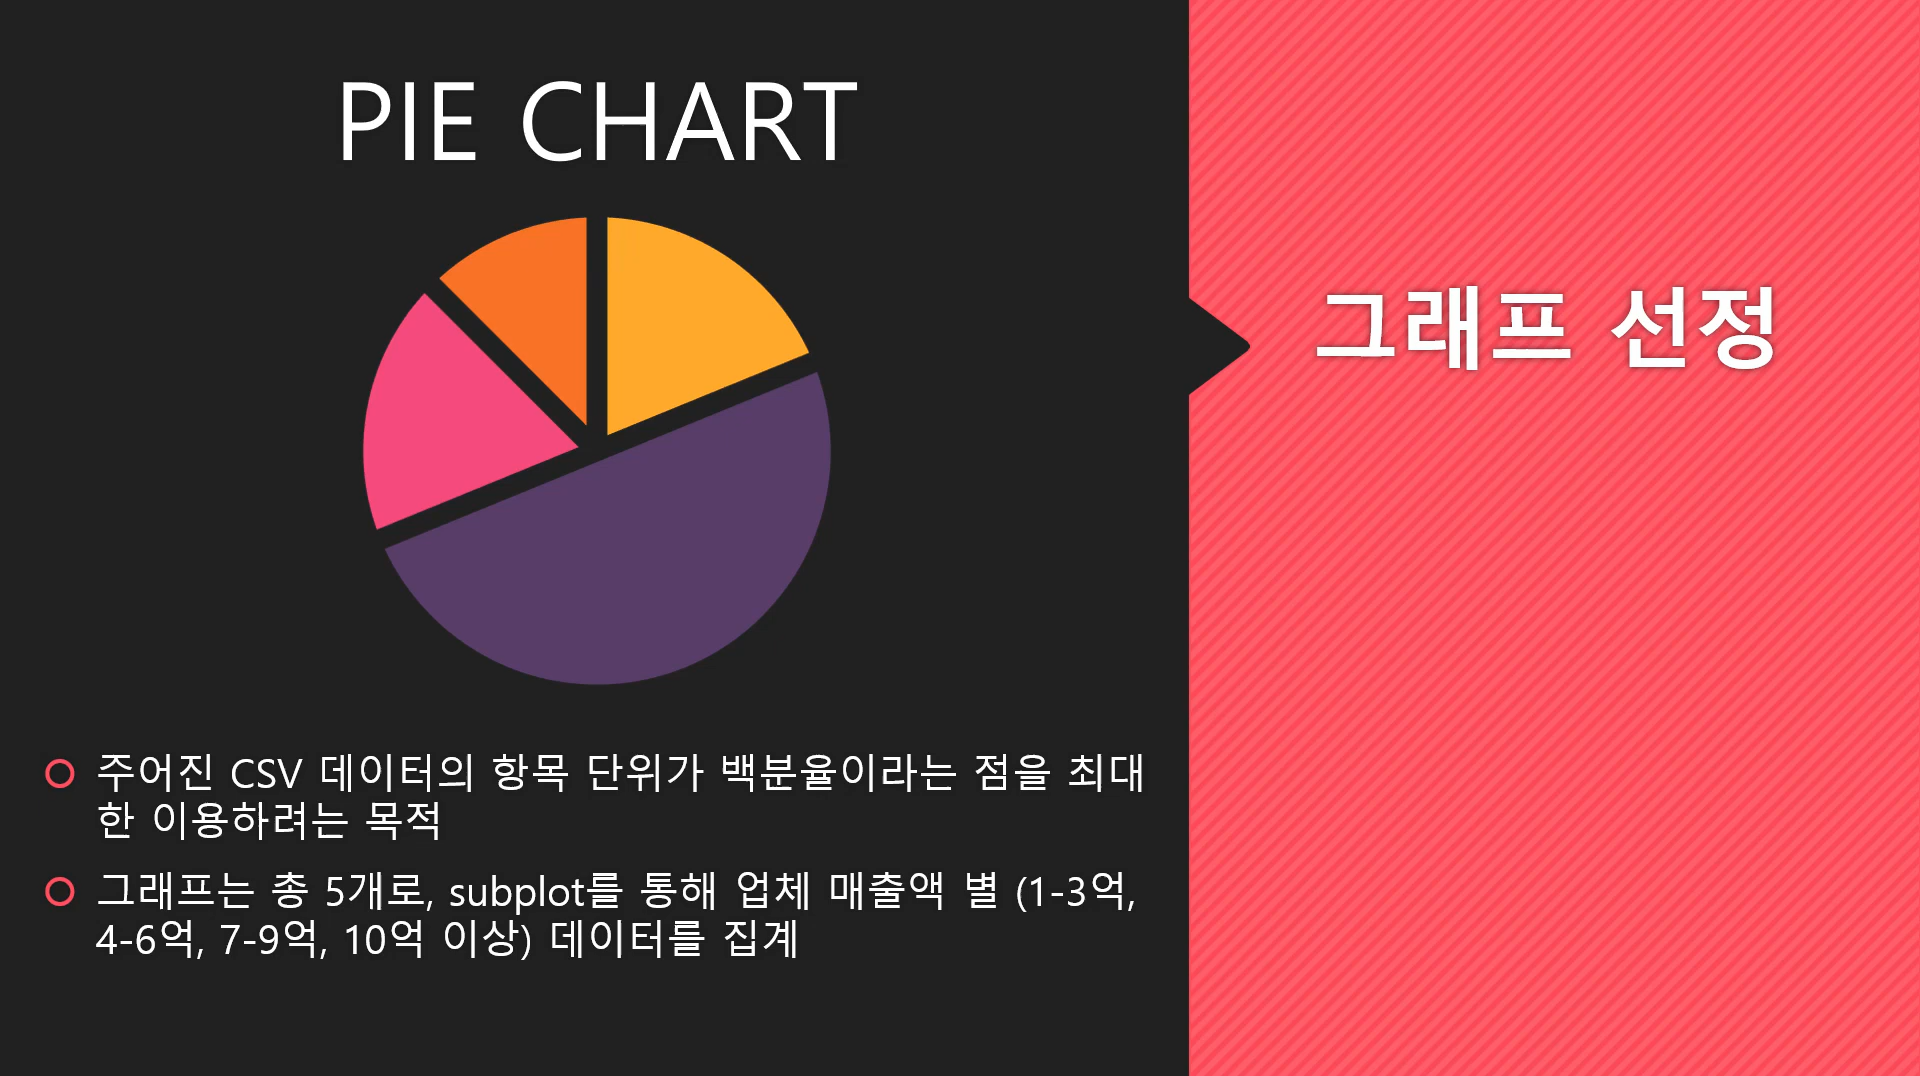 PIE CHART
그래프 선정
주어진 CSV 데이터의 항목 단위가 백분율이라는 점을 최대
한 이용하려는 목적
그래프는 총 5개로, subplot를 통해 업체 매출액 별 (1-3억,
4-6억, 7-9억, 10억 이상) 데이터를 집계